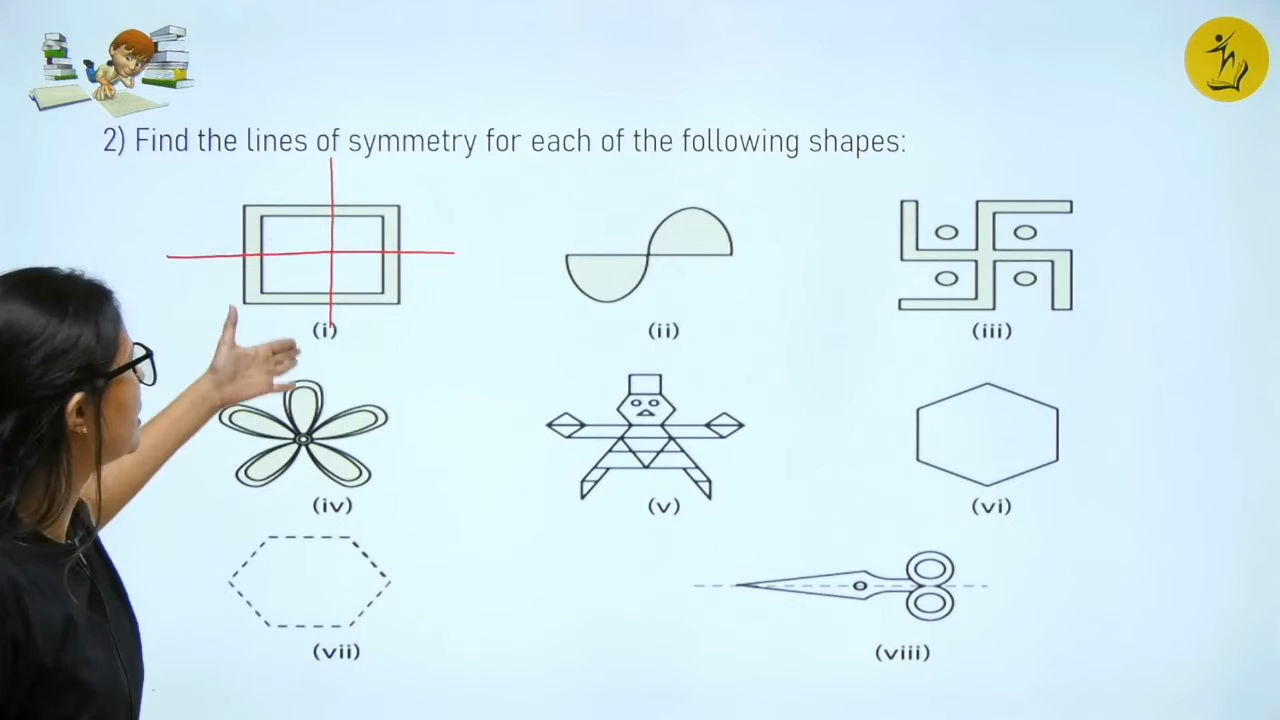 2) Find the lines of symmetry for each of the following shapes:
(i)
(ii)
(iii)
(iv)
(v)
(vi)
(vii)
(viii)